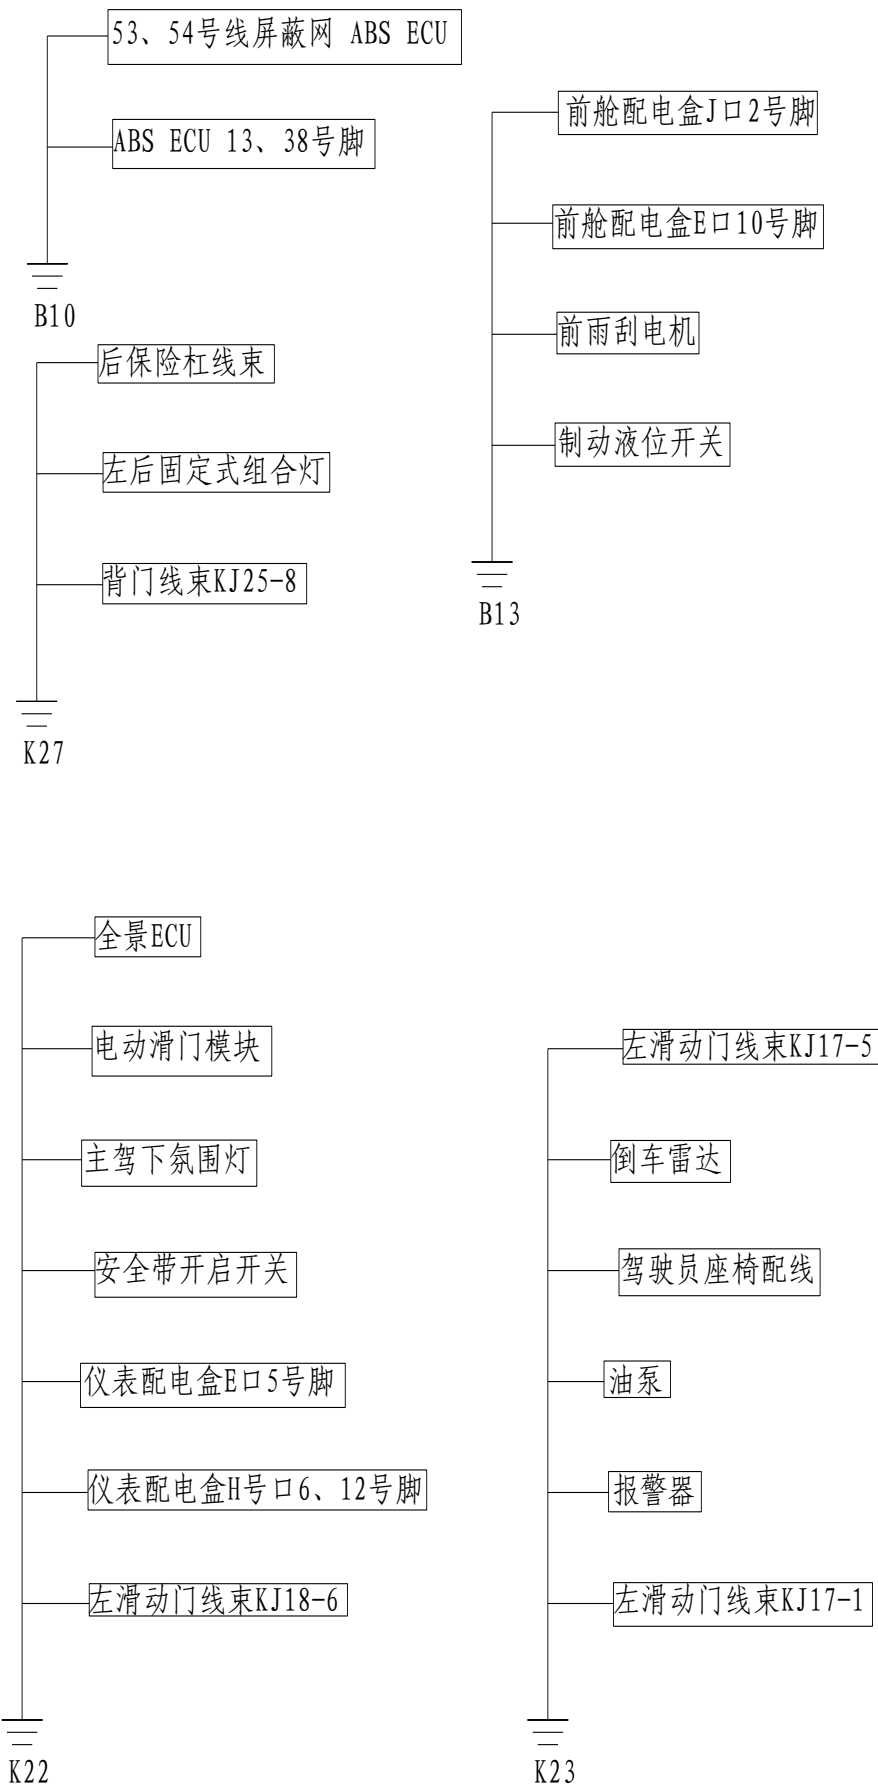 53、54号线屏蔽网 ABS ECU
ABS ECU 13、38号脚
B10
前舱配电盒J口2号脚
前舱配电盒E口10号脚
前雨刮电机
制动液位开关
B13
后保险杠线束
左后固定式组合灯
背门线束KJ25-8
K27
全景ECU
电动滑门模块
主驾下氛围灯
安全带开启开关
仪表配电盒E口5号脚
仪表配电盒H号口6、12号脚
左滑动门线束KJ18-6
K22
左滑动门线束KJ17-5
倒车雷达
驾驶员座椅配线
油泵
报警器
左滑动门线束KJ17-1
K23